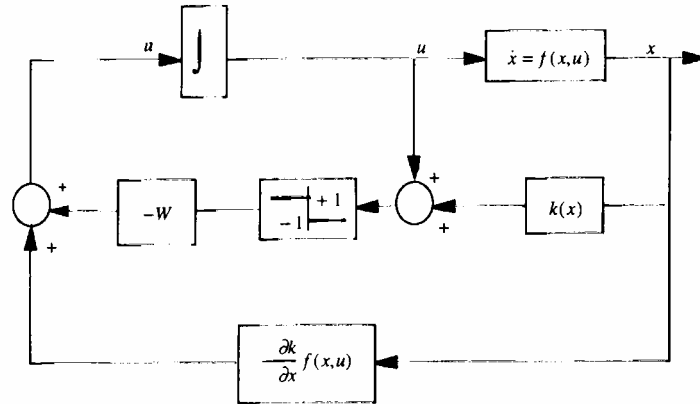 u
∫
u
ẋ = f(x,u)
x
+
+
+
+
-W
+1
-1
k(x)
-∂k/∂x f(x,u)